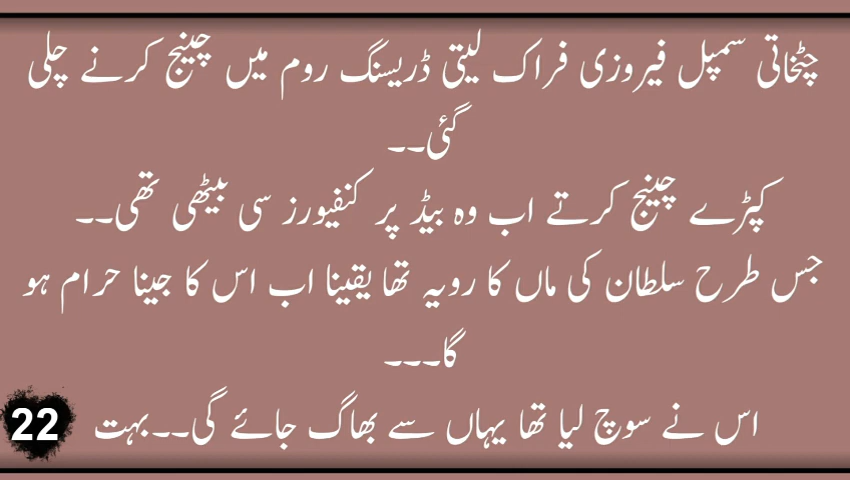 چٹخاتی سمپل فیروزی فراک لیتی ڈریسنگ روم میں چینج کرنے چلی
گئی۔۔
کپڑے چینج کرتے اب وہ بیڈ پر کنفیورز سی بیٹھی تھی۔۔
جس طرح سلطان کی ماں کا رویہ تھا یقینا اب اس کا جینا حرام ہو
گا۔۔۔
اس نے سوچ لیا تھا یہاں سے بھاگ جائے گی۔۔بہت
22